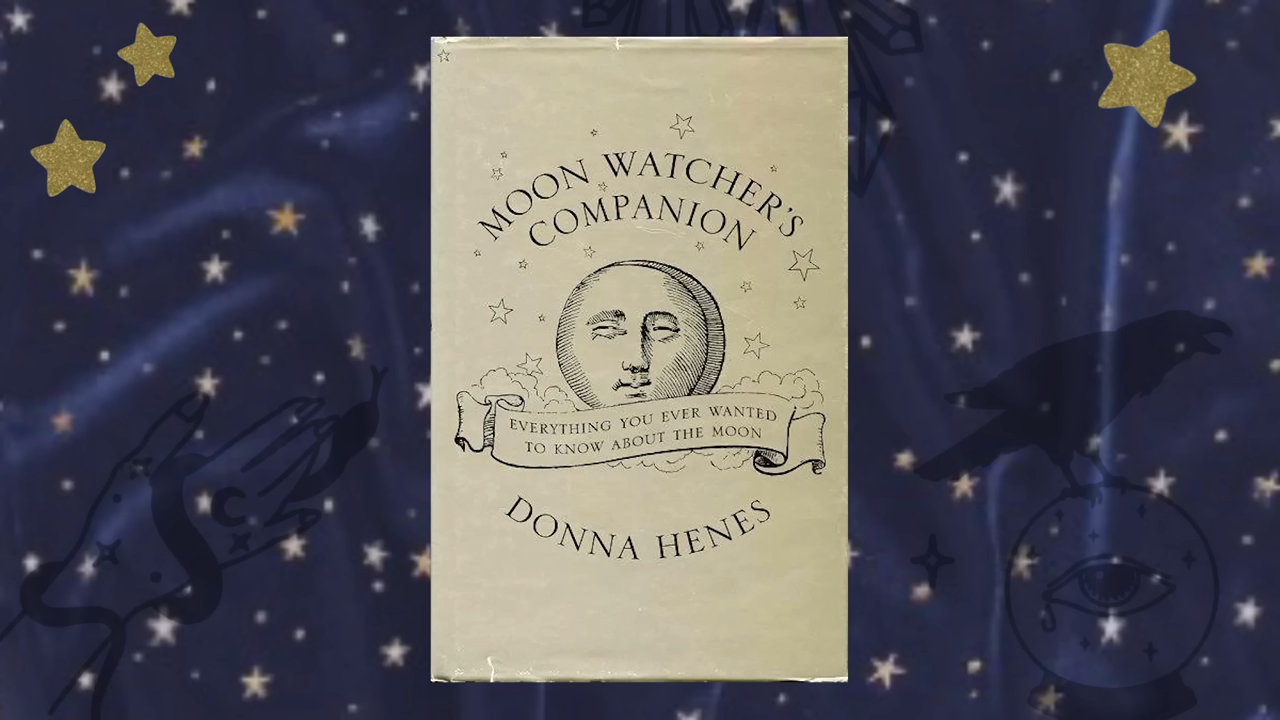 MOON WATCHER'S
COMPANION
EVERYTHING YOU EVER WANTED
TO KNOW ABOUT THE MOON
DONNA HENES